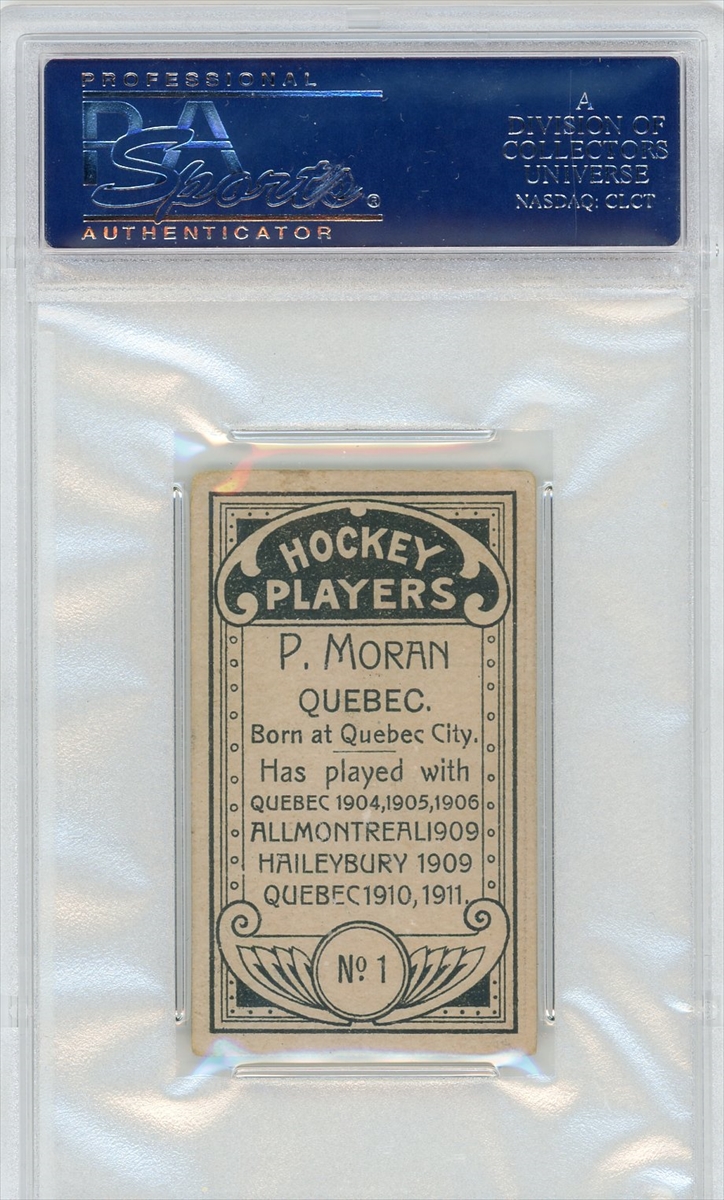 PROFESSIONAL
PSA
Sports®
AUTHENTICATOR
A
DIVISION OF
COLLECTORS
UNIVERSE
NASDAQ: CLCT
HOCKEY
PLAYERS
P. MORAN
QUEBEC.
Born at Quebec City.
Has played with
QUEBEC 1904,1905,1906
ALLMONTREAL1909
HAILEYBURY 1909
QUEBEC1910, 1911.
Nº 1